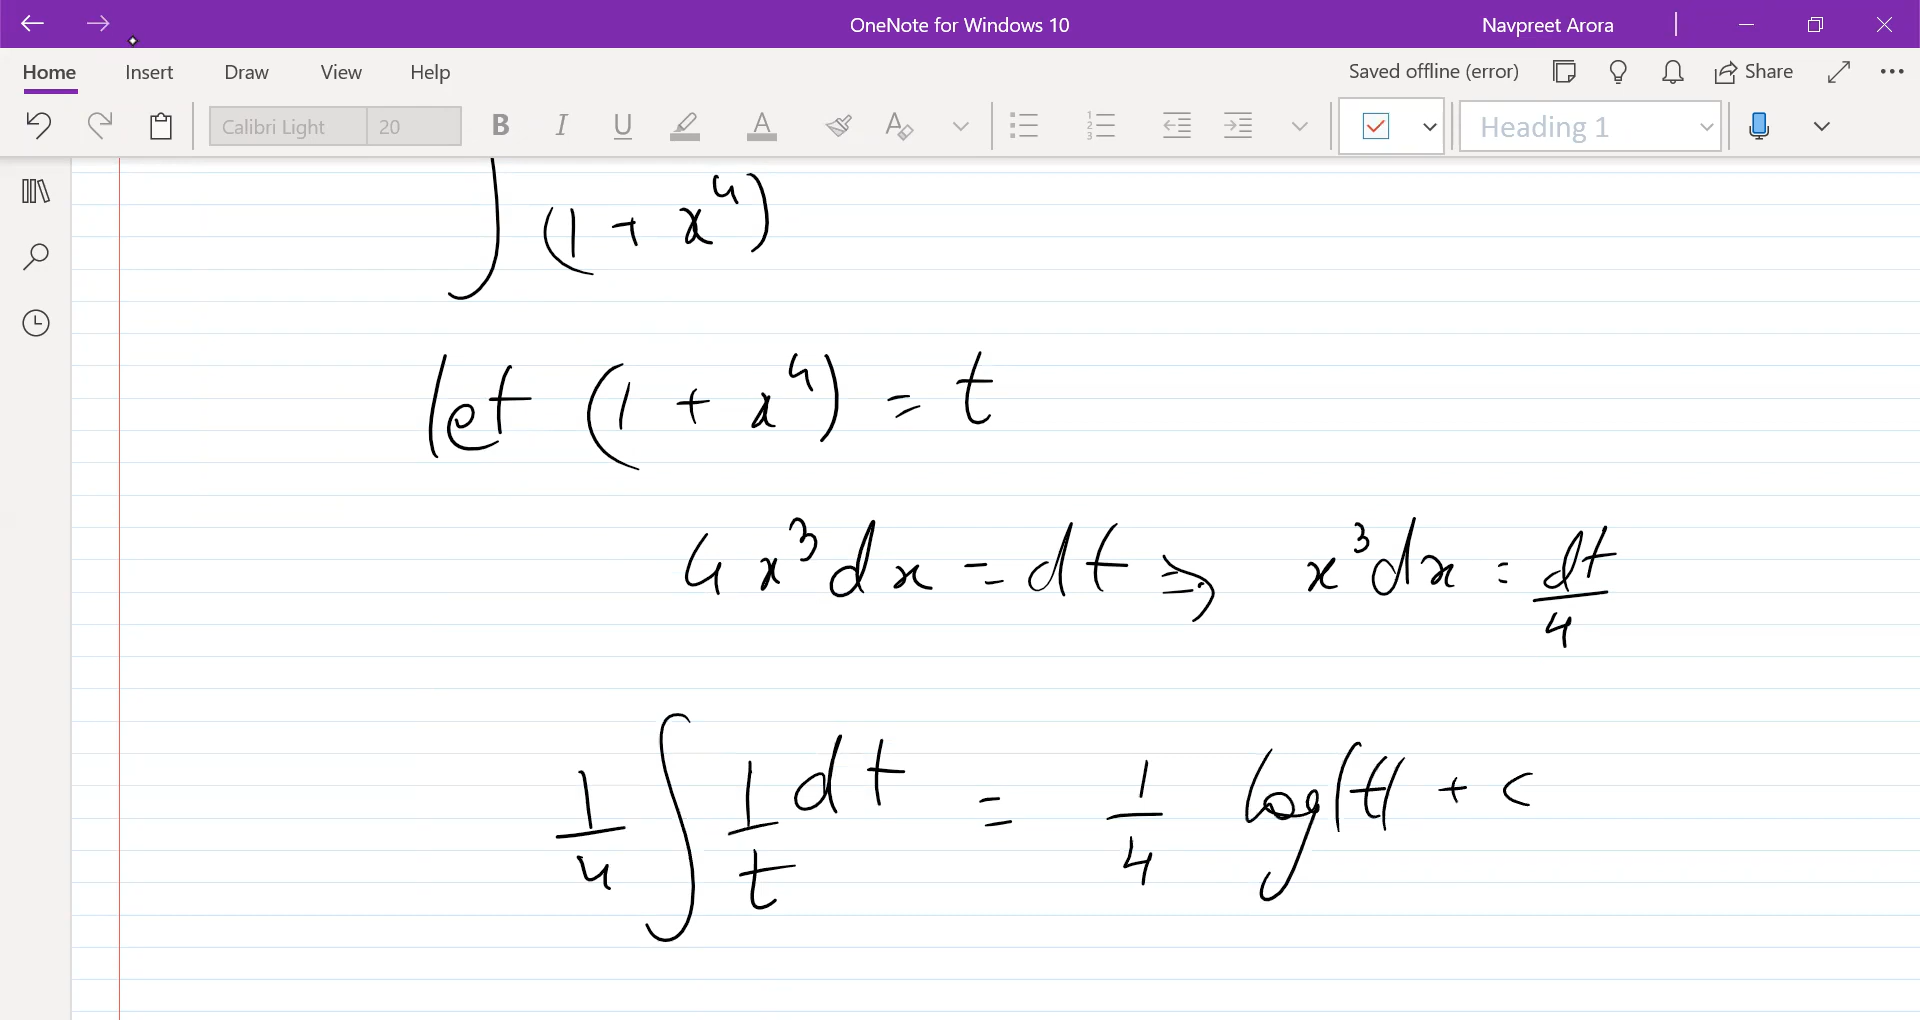 OneNote for Windows 10 Navpreet Arora
Home Insert Draw View Help Saved offline (error) Share
Calibri Light 20 B I U A A Heading 1
∫ (1 + x⁴)
let (1 + x⁴) = t
4x³dx = dt ⇒ x³dx = dt/4
1/4 ∫ 1/t dt = 1/4 log|t| + c